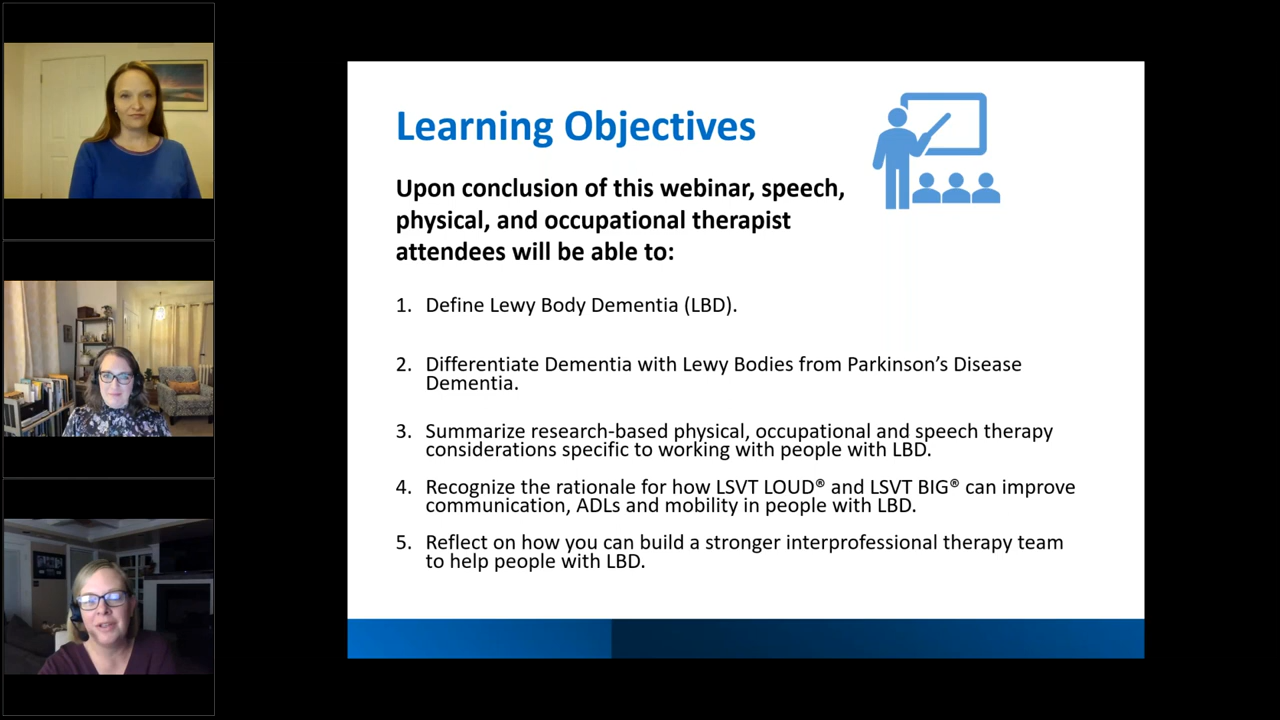 Learning Objectives
Upon conclusion of this webinar, speech,
physical, and occupational therapist
attendees will be able to:
1. Define Lewy Body Dementia (LBD).
2. Differentiate Dementia with Lewy Bodies from Parkinson’s Disease
Dementia.
3. Summarize research-based physical, occupational and speech therapy
considerations specific to working with people with LBD.
4. Recognize the rationale for how LSVT LOUD® and LSVT BIG® can improve
communication, ADLs and mobility in people with LBD.
5. Reflect on how you can build a stronger interprofessional therapy team
to help people with LBD.